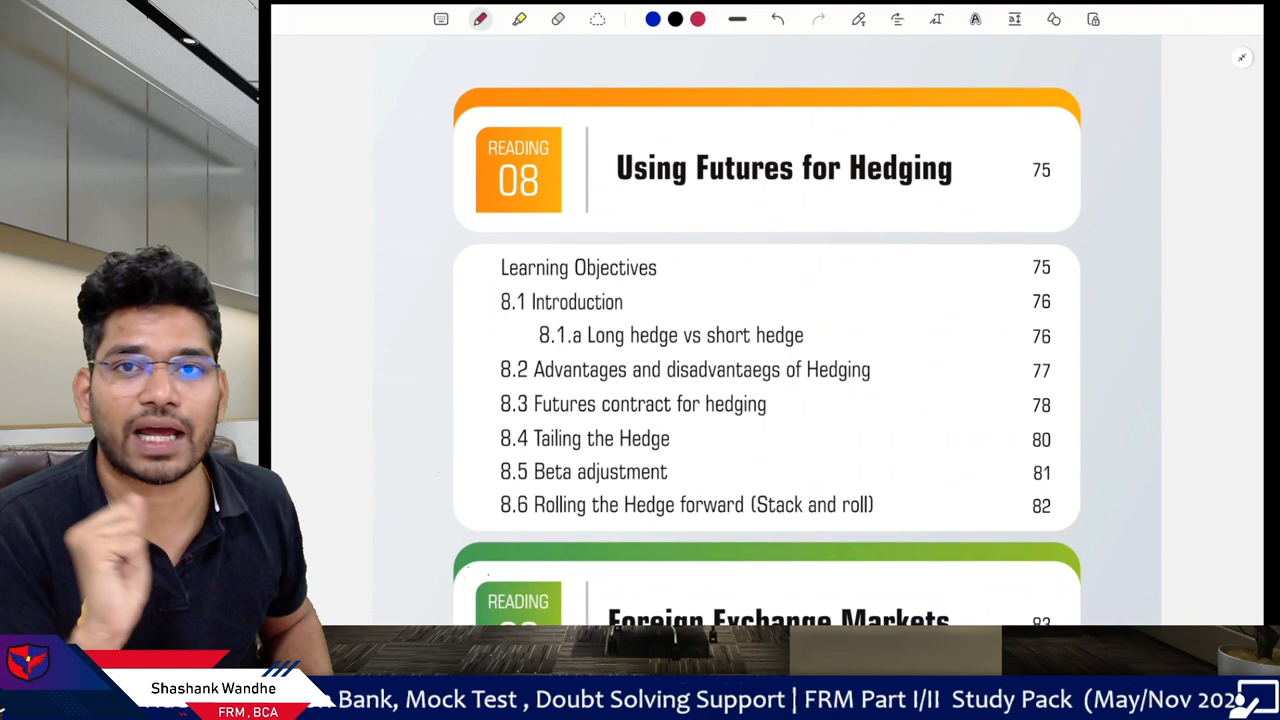 READING
08
Using Futures for Hedging 75
Learning Objectives 75
8.1 Introduction 76
8.1.a Long hedge vs short hedge 76
8.2 Advantages and disadvantaegs of Hedging 77
8.3 Futures contract for hedging 78
8.4 Tailing the Hedge 80
8.5 Beta adjustment 81
8.6 Rolling the Hedge forward (Stack and roll) 82
READING
Foreign Exchange Markets 83
Shashank Wandhe
FRM, BCA
Bank, Mock Test , Doubt Solving Support | FRM Part I/II Study Pack (May/Nov